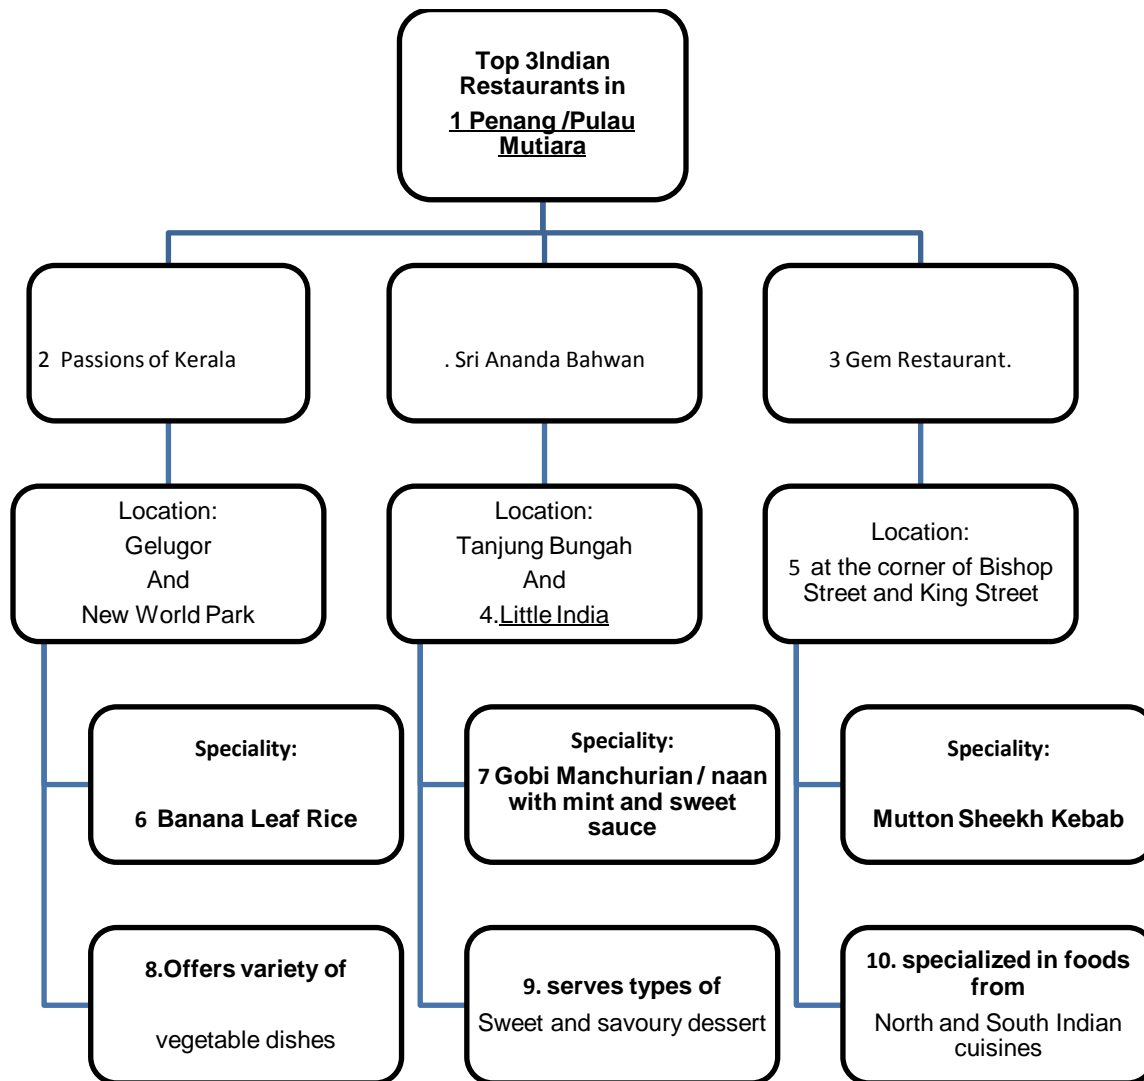 Top 3Indian
Restaurants in
1 Penang /Pulau
Mutiara
2 Passions of Kerala
. Sri Ananda Bahwan
3 Gem Restaurant.
Location:
Gelugor
And
New World Park
Location:
Tanjung Bungah
And
4.Little India
Location:
5 at the corner of Bishop
Street and King Street
Speciality:
6 Banana Leaf Rice
Speciality:
7 Gobi Manchurian / naan
with mint and sweet
sauce
Speciality:
Mutton Sheekh Kebab
8.Offers variety of
vegetable dishes
9. serves types of
Sweet and savoury dessert
10. specialized in foods
from
North and South Indian
cuisines